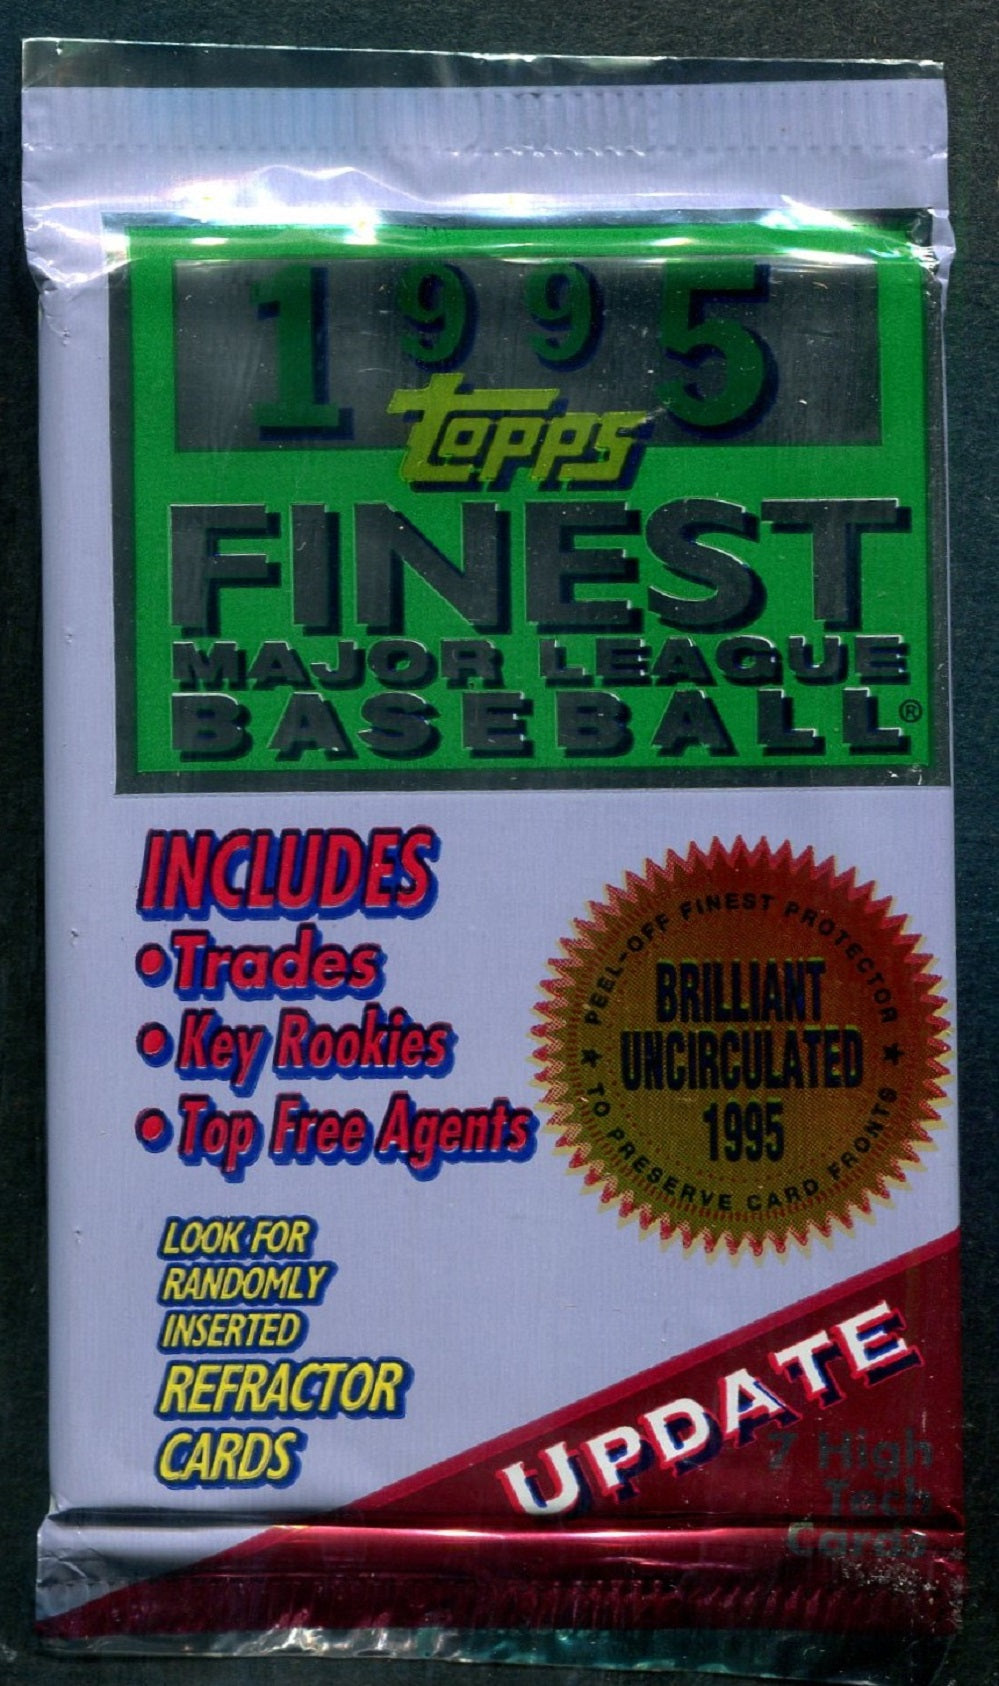 1995
topps
FINEST
MAJOR LEAGUE
BASEBALL®
INCLUDES
• Trades
• Key Rookies
• Top Free Agents
PEEL-OFF FINEST PROTECTOR
BRILLIANT
UNCIRCULATED
1995
★ TO PRESERVE CARD FRONTS ★
LOOK FOR
RANDOMLY
INSERTED
REFRACTOR
CARDS
UPDATE
7 High
Tech
Cards